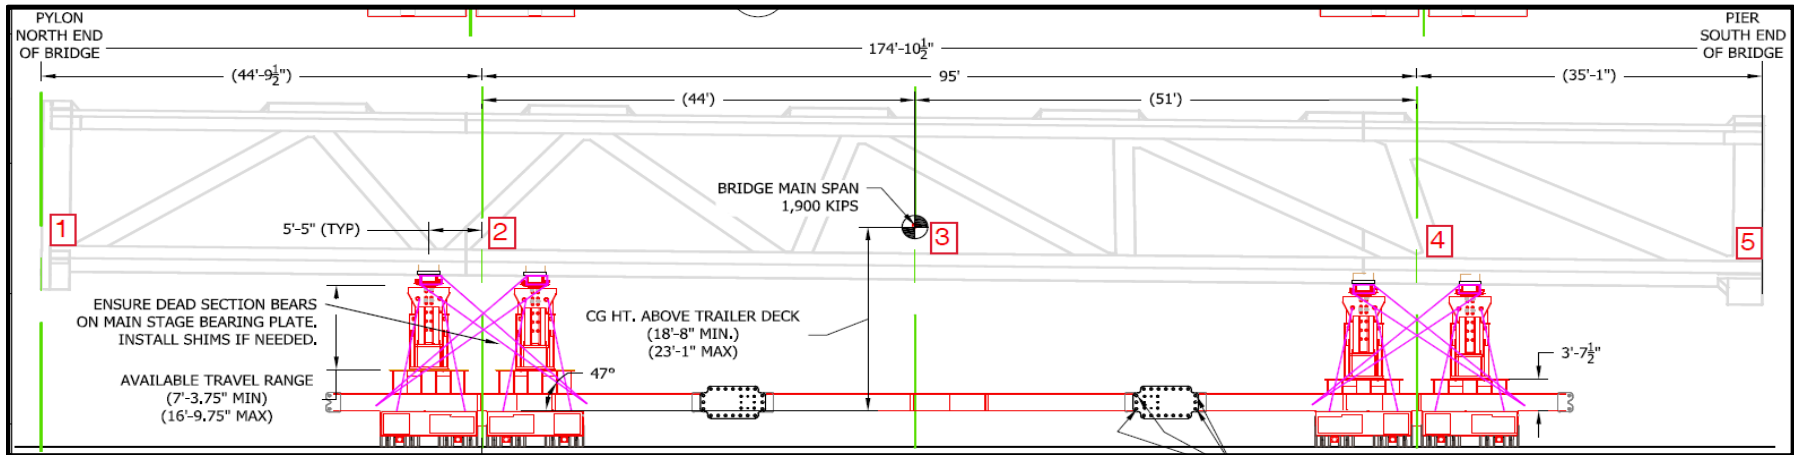 PYLON
NORTH END
OF BRIDGE
PIER
SOUTH END
OF BRIDGE
174'-10½"
(44'-9½")
95'
(35'-1")
(44')
(51')
BRIDGE MAIN SPAN
1,900 KIPS
1
5'-5" (TYP)
2
3
4
5
ENSURE DEAD SECTION BEARS
ON MAIN STAGE BEARING PLATE.
INSTALL SHIMS IF NEEDED.
CG HT. ABOVE TRAILER DECK
(18'-8" MIN.)
(23'-1" MAX)
3'-7½"
47°
AVAILABLE TRAVEL RANGE
(7'-3.75" MIN)
(16'-9.75" MAX)